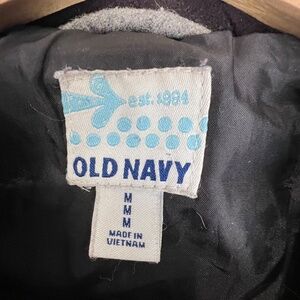 est. 1994
OLD NAVY
M
M
M
MADE IN
VIETNAM